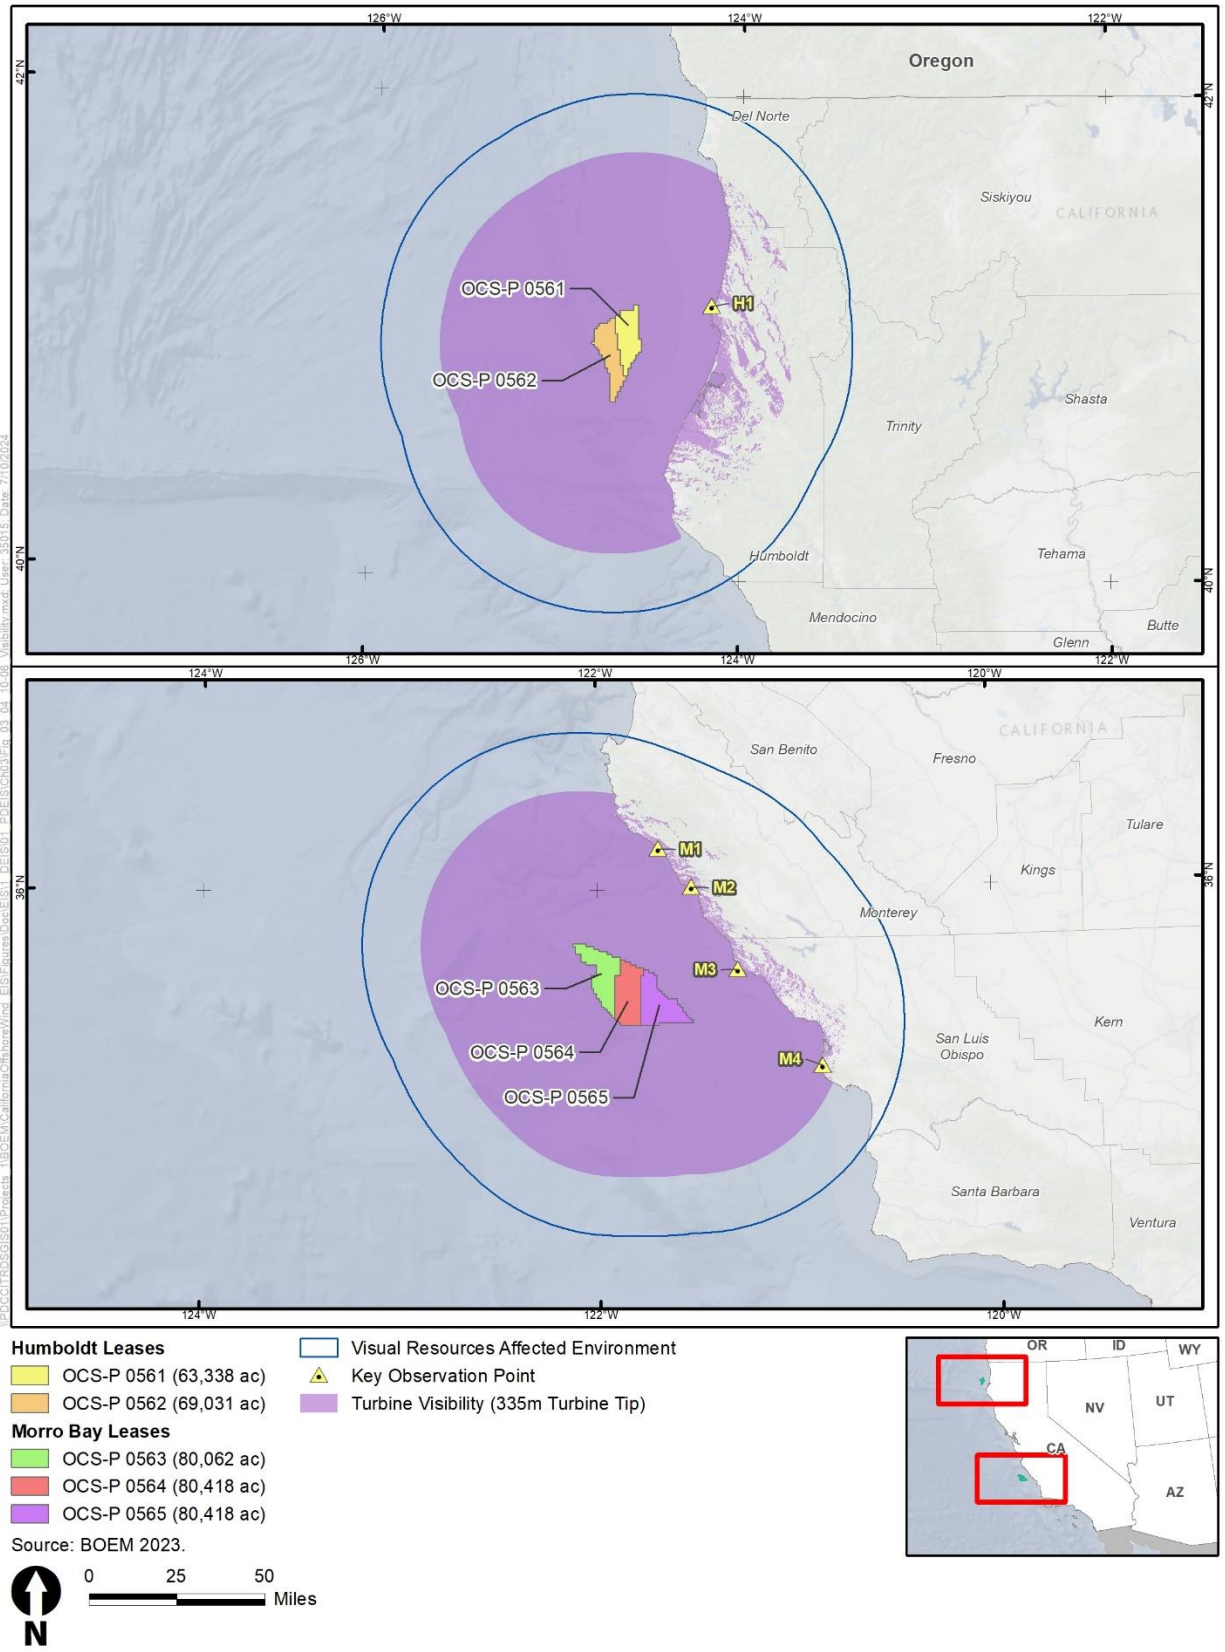 126°W 124°W 122°W
42°N
42°N
Oregon
Del Norte
Siskiyou
CALIFORNIA
OCS-P 0561
H1
OCS-P 0562
Shasta
Trinity
40°N
Humboldt
Tehama
40°N
Mendocino
Butte
Glenn
126°W 124°W 122°W
124°W 122°W 120°W
CALIFORNIA
San Benito
Fresno
Tulare
M1
Kings
36°N
M2
36°N
Monterey
M3
OCS-P 0563
Kern
San Luis
Obispo
OCS-P 0564
M4
OCS-P 0565
Santa Barbara
Ventura
124°W 122°W 120°W
Humboldt Leases
OCS-P 0561 (63,338 ac)
OCS-P 0562 (69,031 ac)
Morro Bay Leases
OCS-P 0563 (80,062 ac)
OCS-P 0564 (80,418 ac)
OCS-P 0565 (80,418 ac)
Visual Resources Affected Environment
Key Observation Point
Turbine Visibility (335m Turbine Tip)
Source: BOEM 2023.
0 25 50
Miles
N
OR ID WY
NV UT
CA
AZ